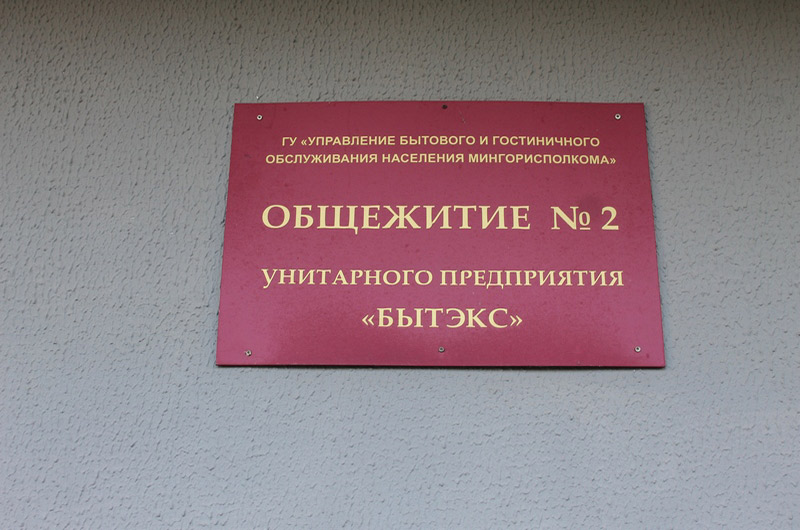 ГУ «УПРАВЛЕНИЕ БЫТОВОГО И ГОСТИНИЧНОГО
ОБСЛУЖИВАНИЯ НАСЕЛЕНИЯ МИНГОРИСПОЛКОМА»
ОБЩЕЖИТИЕ № 2
УНИТАРНОГО ПРЕДПРИЯТИЯ
«БЫТЭКС»